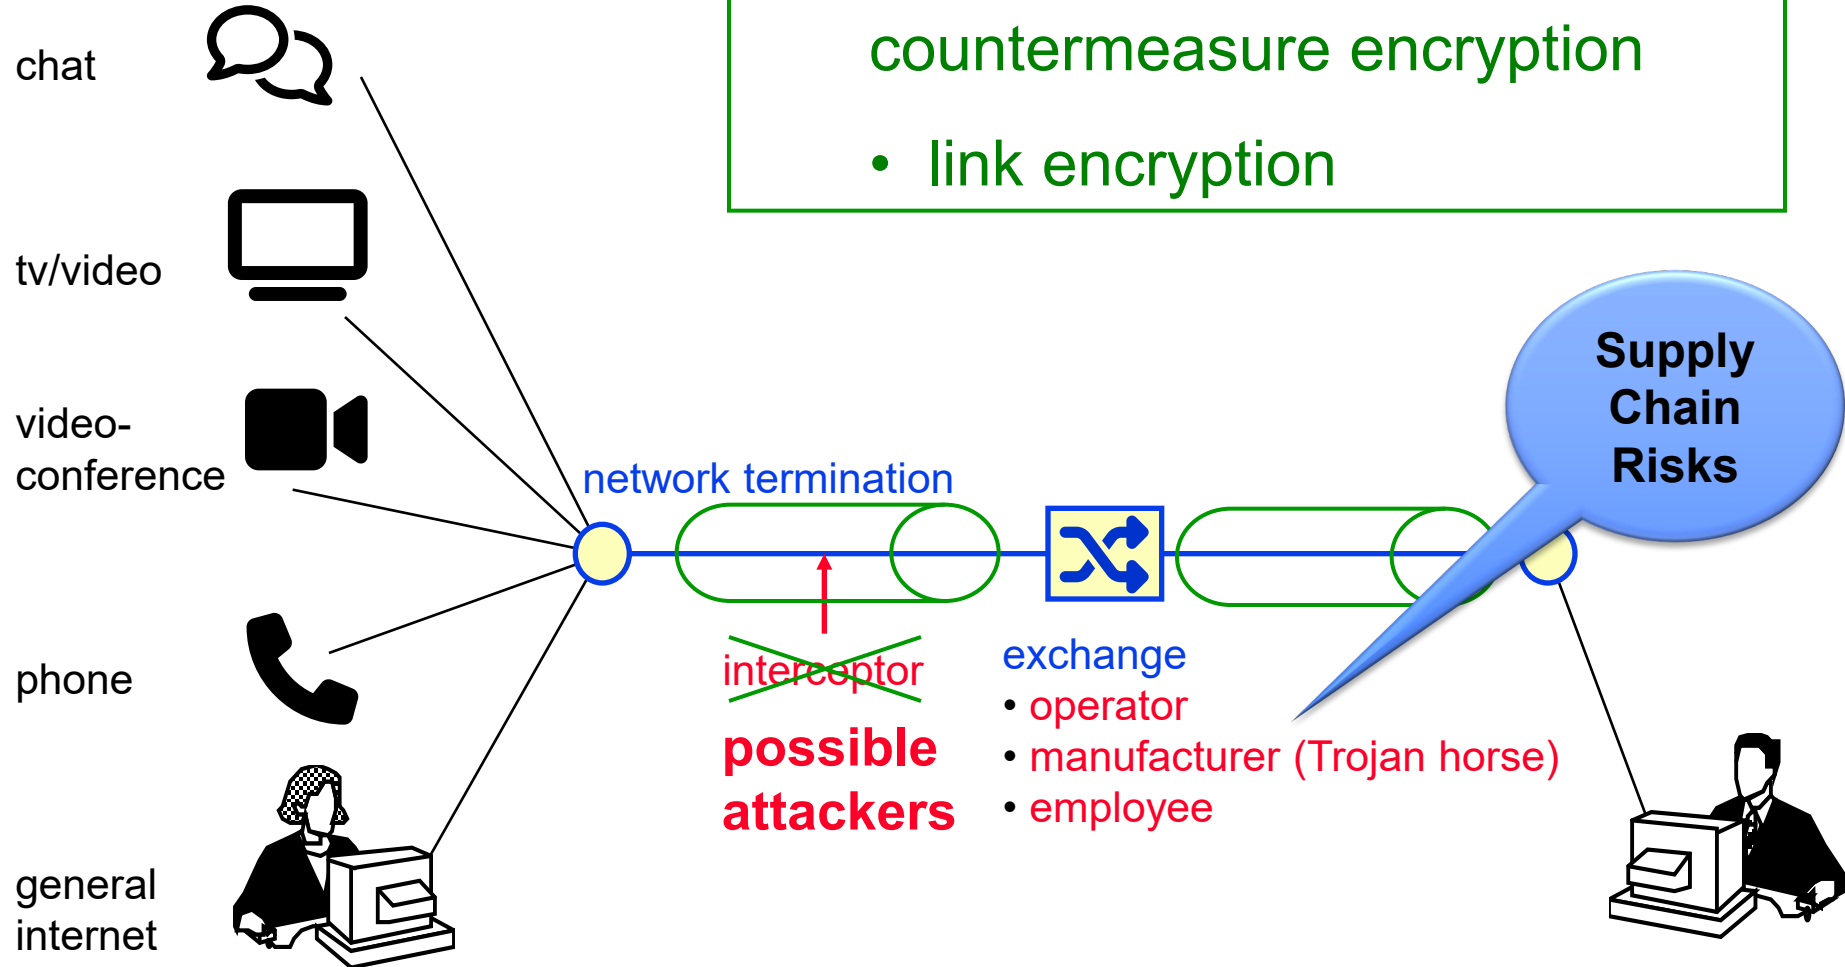 countermeasure encryption
• link encryption
chat
tv/video
video-
conference
phone
general
internet
network termination
Supply
Chain
Risks
interceptor
possible
attackers
exchange
• operator
• manufacturer (Trojan horse)
• employee